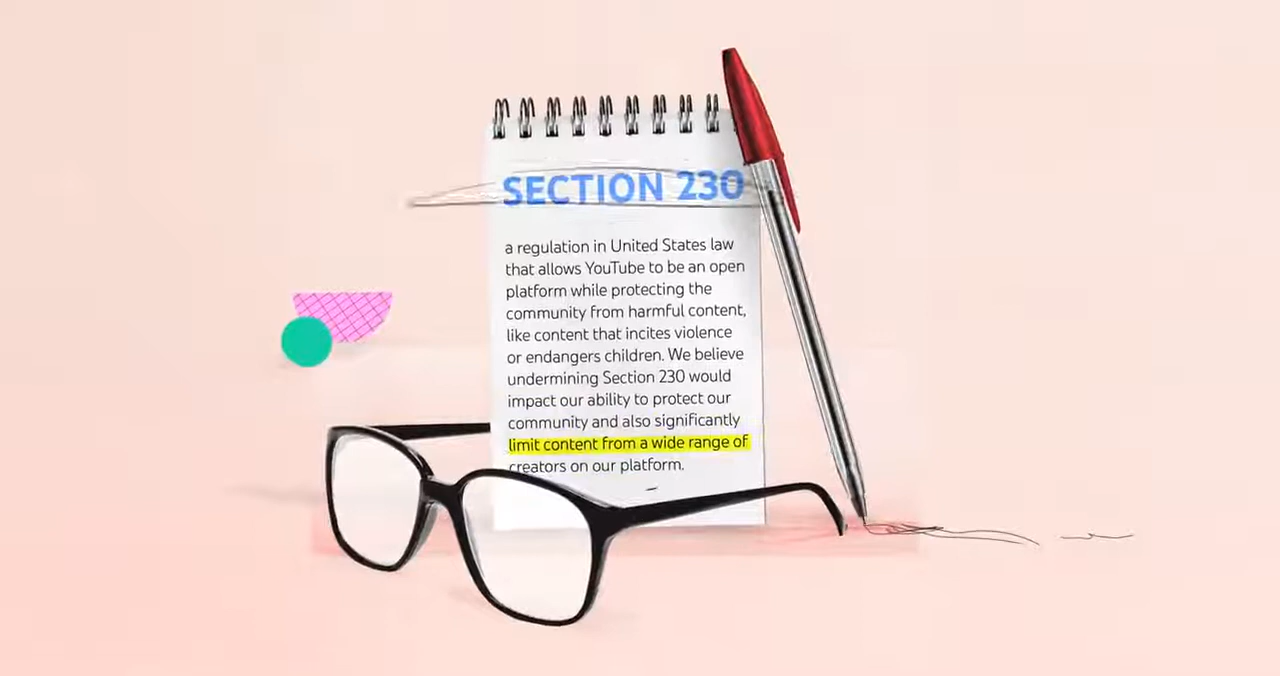 SECTION 230
a regulation in United States law
that allows YouTube to be an open
platform while protecting the
community from harmful content,
like content that incites violence
or endangers children. We believe
undermining Section 230 would
impact our ability to protect our
community and also significantly
limit content from a wide range of
creators on our platform.